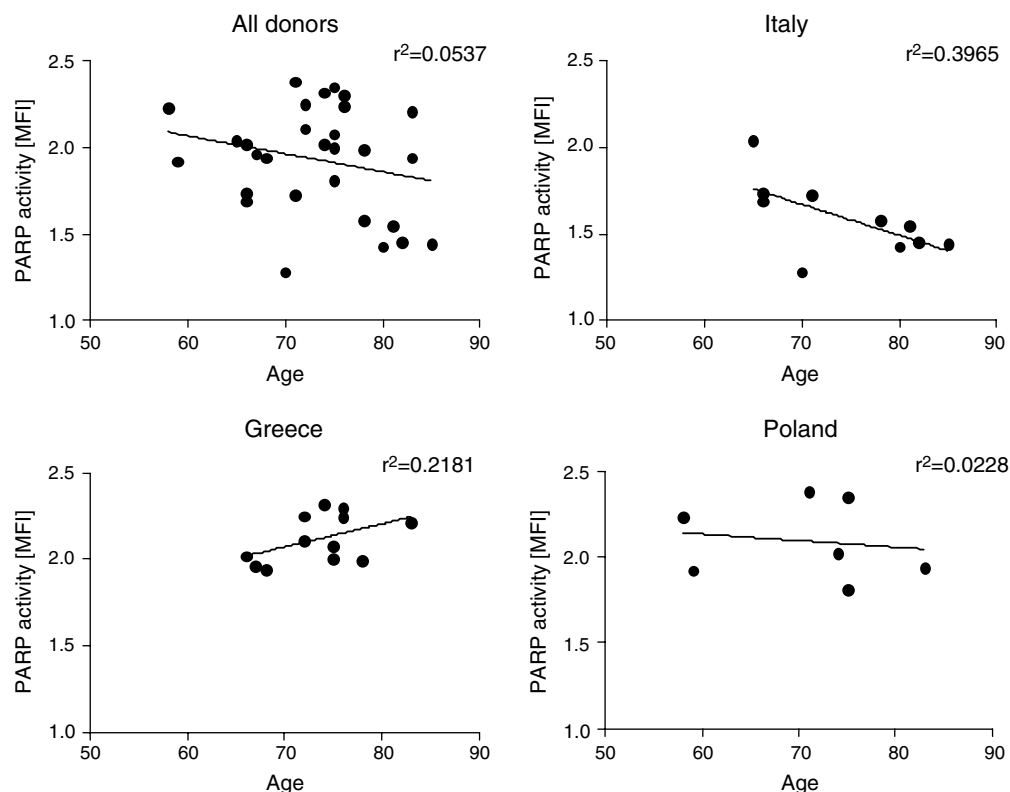 All donors
r²=0.0537
PARP activity [MFI]
2.5
2.0
1.5
1.0
50 60 70 80 90
Age
Italy
r²=0.3965
PARP activity [MFI]
2.5
2.0
1.5
1.0
50 60 70 80 90
Age
Greece
r²=0.2181
PARP activity [MFI]
2.5
2.0
1.5
1.0
50 60 70 80 90
Age
Poland
r²=0.0228
PARP activity [MFI]
2.5
2.0
1.5
1.0
50 60 70 80 90
Age